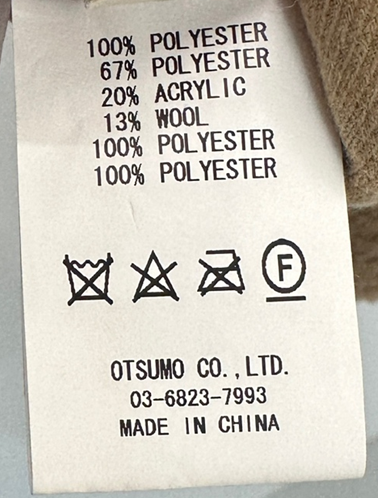 100% POLYESTER
67% POLYESTER
20% ACRYLIC
13% WOOL
100% POLYESTER
100% POLYESTER
F
OTSUMO CO.,LTD.
03-6823-7993
MADE IN CHINA